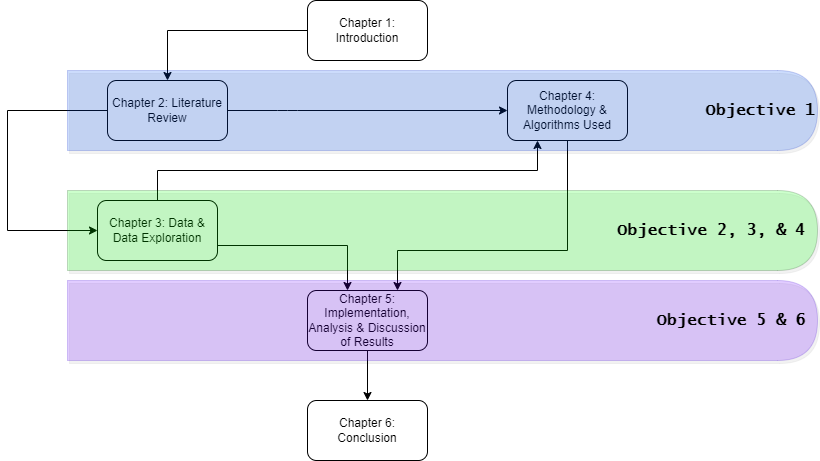 Chapter 1:
Introduction
Chapter 2: Literature
Review
Chapter 4:
Methodology &
Algorithms Used
Objective 1
Chapter 3: Data &
Data Exploration
Objective 2, 3, & 4
Chapter 5:
Implementation,
Analysis & Discussion
of Results
Objective 5 & 6
Chapter 6:
Conclusion